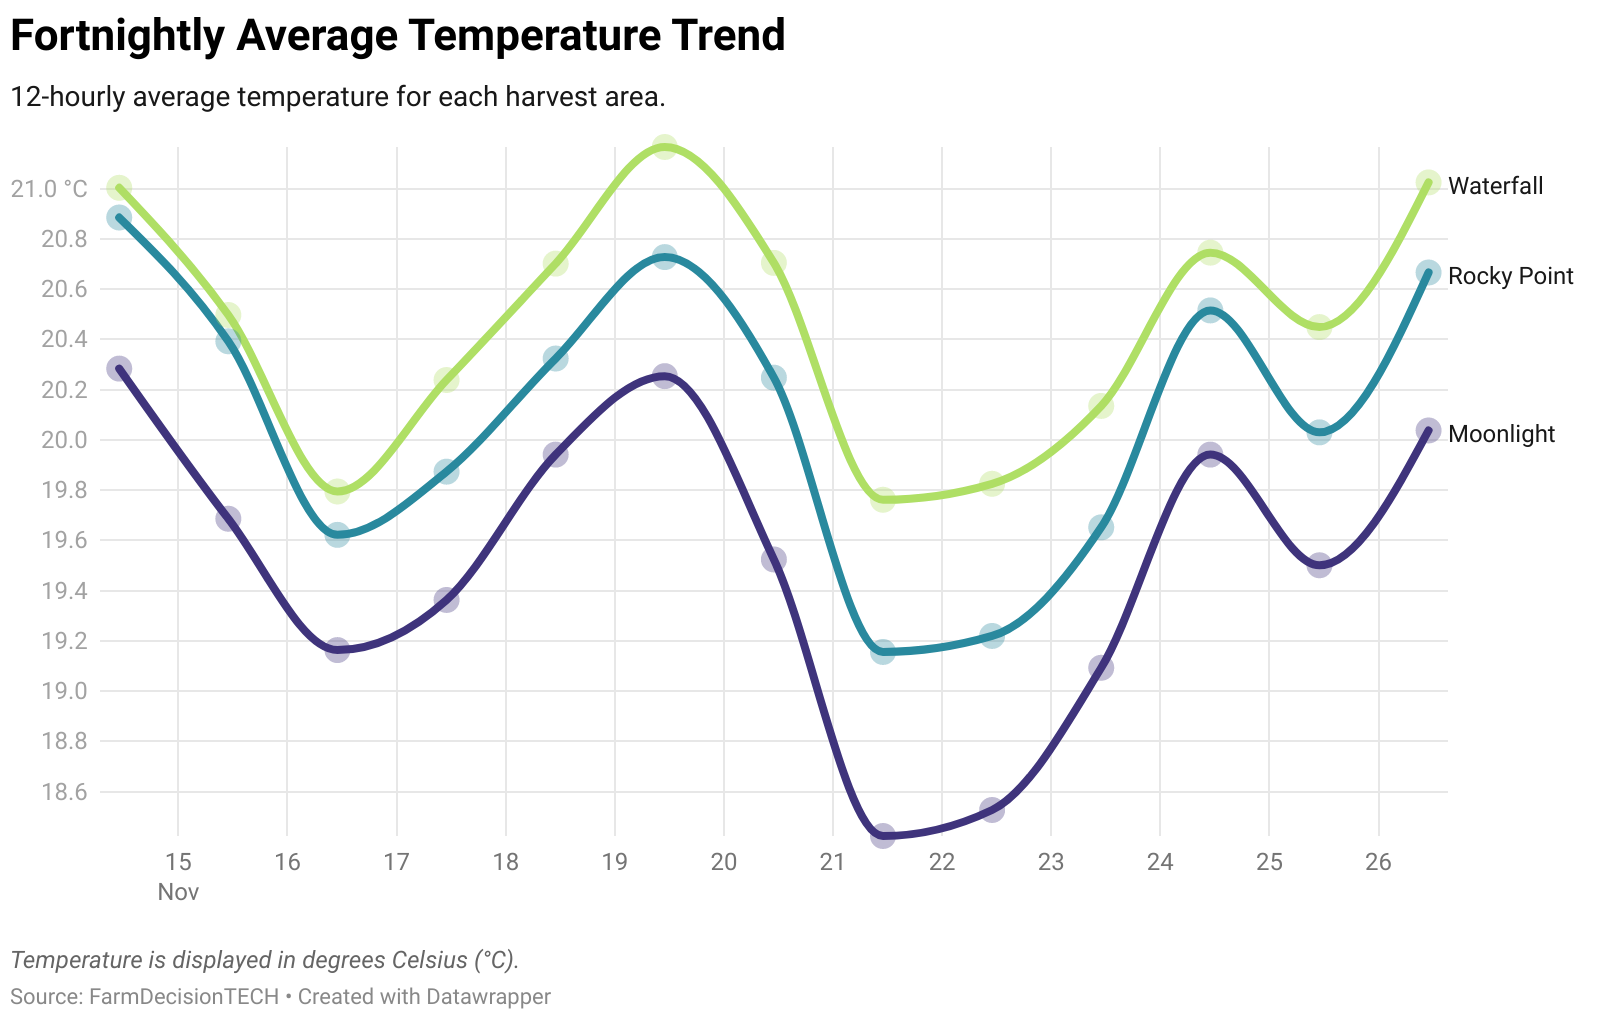 Fortnightly Average Temperature Trend
12-hourly average temperature for each harvest area.
21.0 °C
20.8
20.6
20.4
20.2
20.0
19.8
19.6
19.4
19.2
19.0
18.8
18.6
Waterfall
Rocky Point
Moonlight
15 16 17 18 19 20 21 22 23 24 25 26
Nov
Temperature is displayed in degrees Celsius (°C).
Source: FarmDecisionTECH • Created with Datawrapper